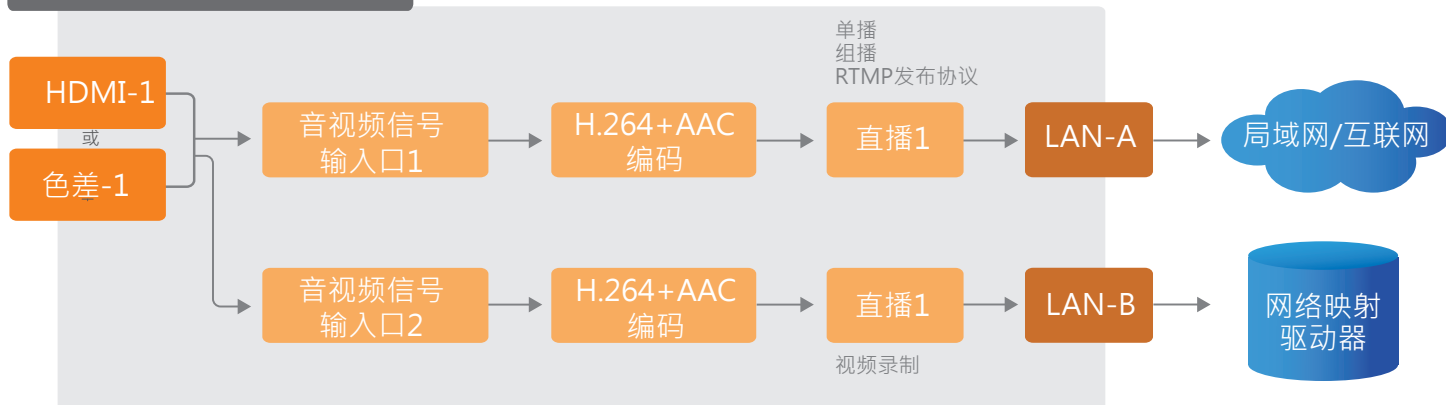 单播
组播
RTMP发布协议
HDMI-1
或
色差-1
音视频信号
输入口1
H.264+AAC
编码
直播1
LAN-A
局域网/互联网
音视频信号
输入口2
H.264+AAC
编码
直播1
LAN-B
网络映射
驱动器
视频录制